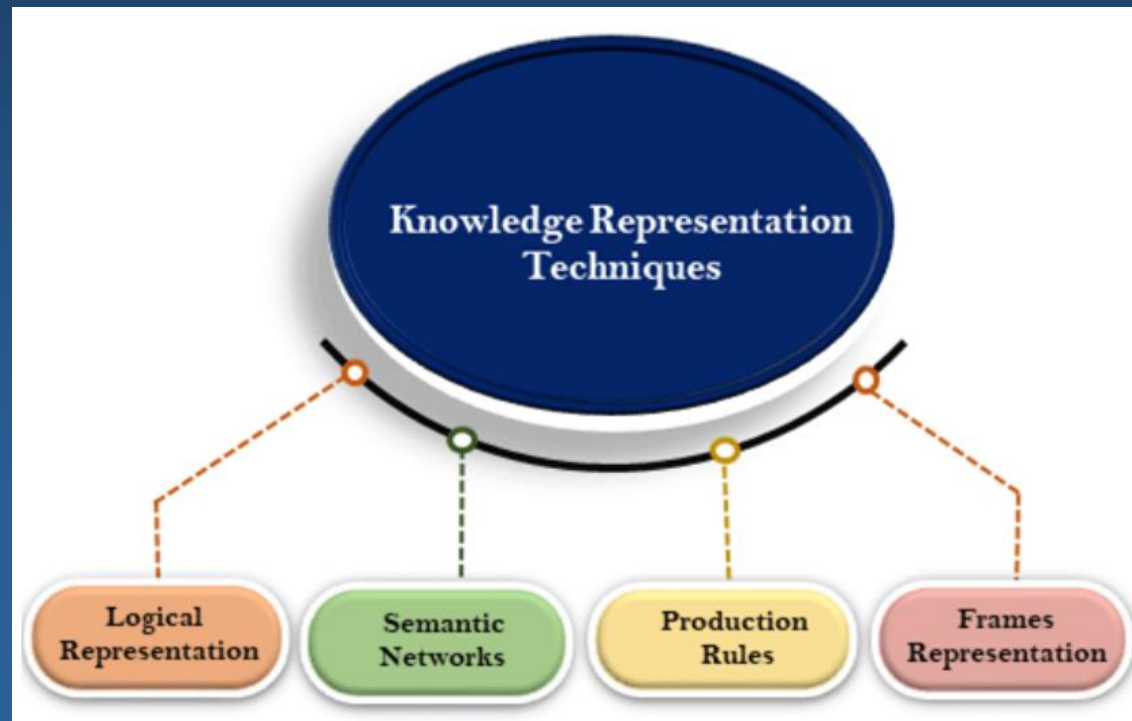 Knowledge Representation
Techniques
Logical
Representation
Semantic
Networks
Production
Rules
Frames
Representation